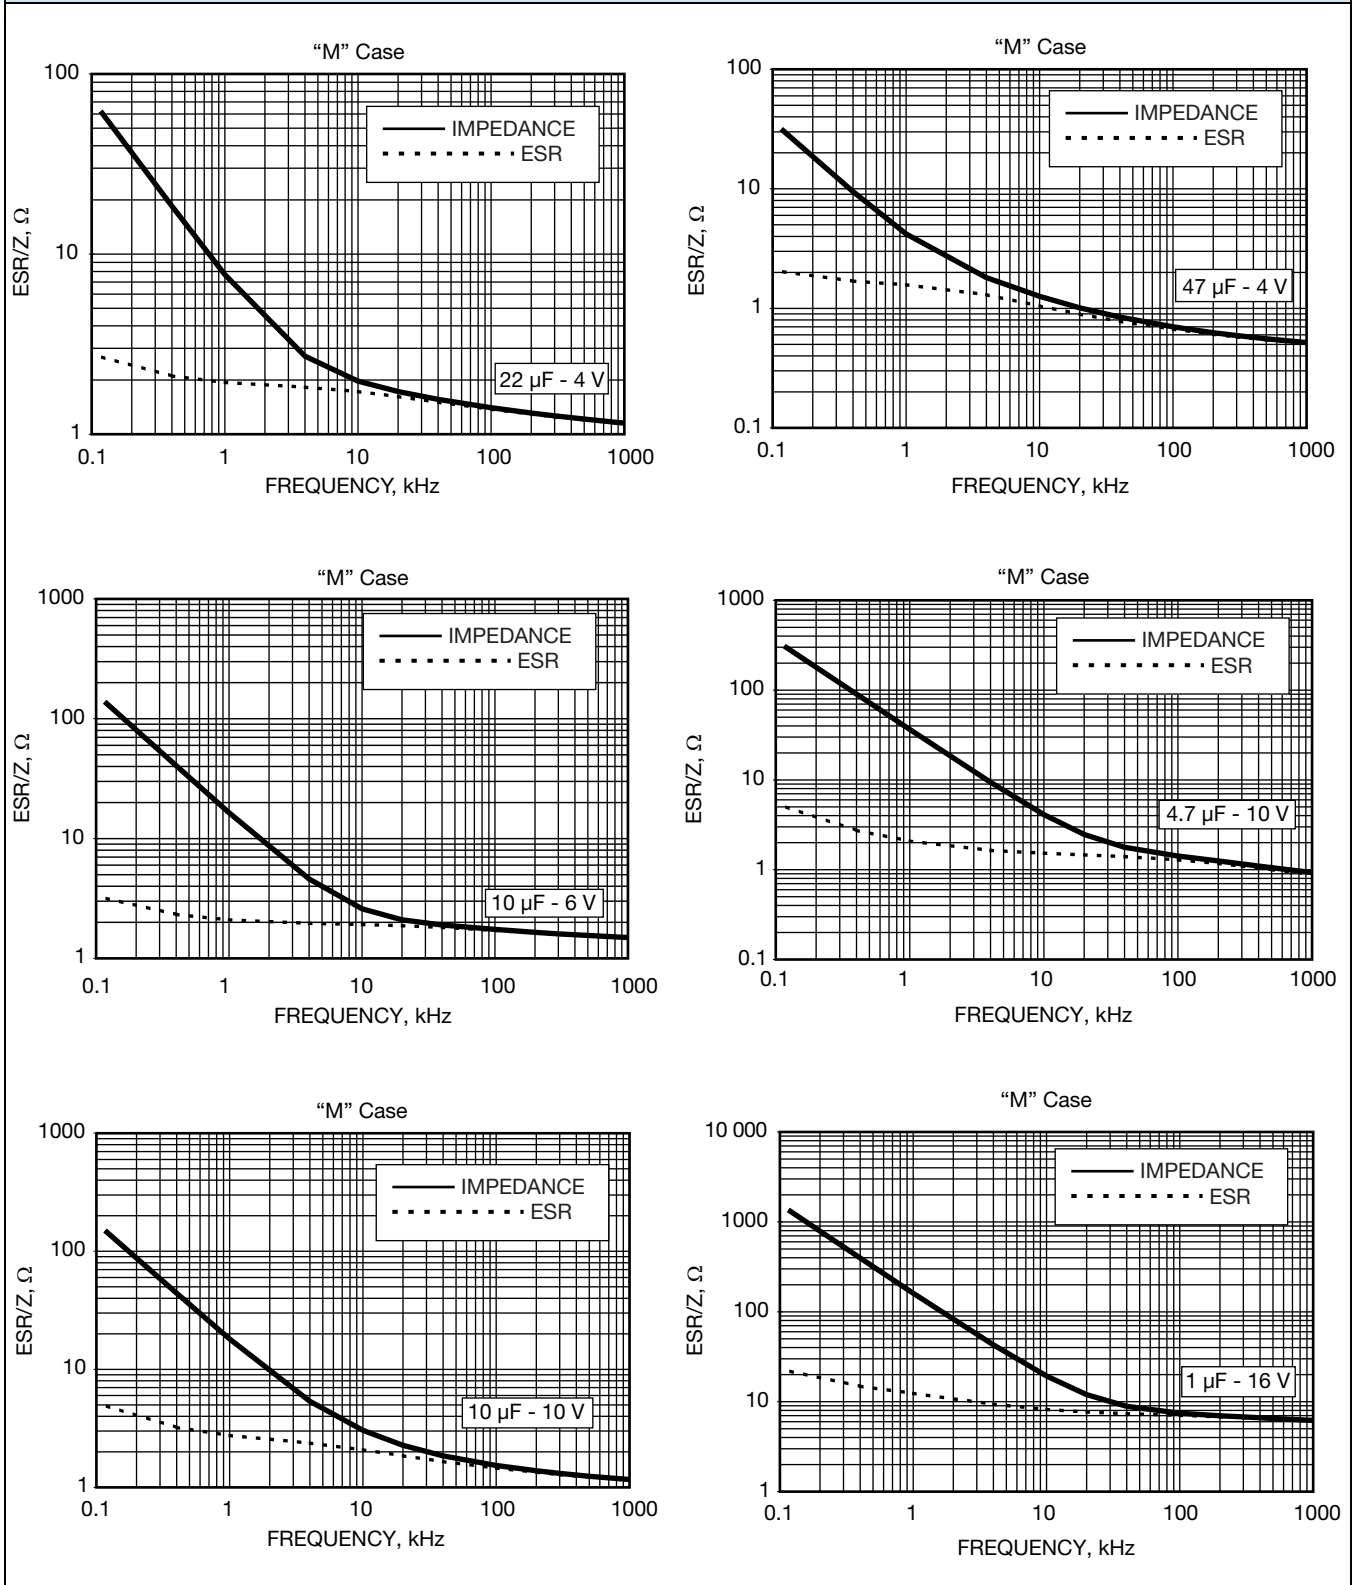 “M” Case
100
10
1
ESR/Z, Ω
IMPEDANCE
ESR
22 µF - 4 V
0.1 1 10 100 1000
FREQUENCY, kHz
“M” Case
100
10
1
0.1
ESR/Z, Ω
IMPEDANCE
ESR
47 µF - 4 V
0.1 1 10 100 1000
FREQUENCY, kHz
“M” Case
1000
100
10
1
ESR/Z, Ω
IMPEDANCE
ESR
10 µF - 6 V
0.1 1 10 100 1000
FREQUENCY, kHz
“M” Case
1000
100
10
1
0.1
ESR/Z, Ω
IMPEDANCE
ESR
4.7 µF - 10 V
0.1 1 10 100 1000
FREQUENCY, kHz
“M” Case
1000
100
10
1
ESR/Z, Ω
IMPEDANCE
ESR
10 µF - 10 V
0.1 1 10 100 1000
FREQUENCY, kHz
“M” Case
10 000
1000
100
10
1
ESR/Z, Ω
IMPEDANCE
ESR
1 µF - 16 V
0.1 1 10 100 1000
FREQUENCY, kHz